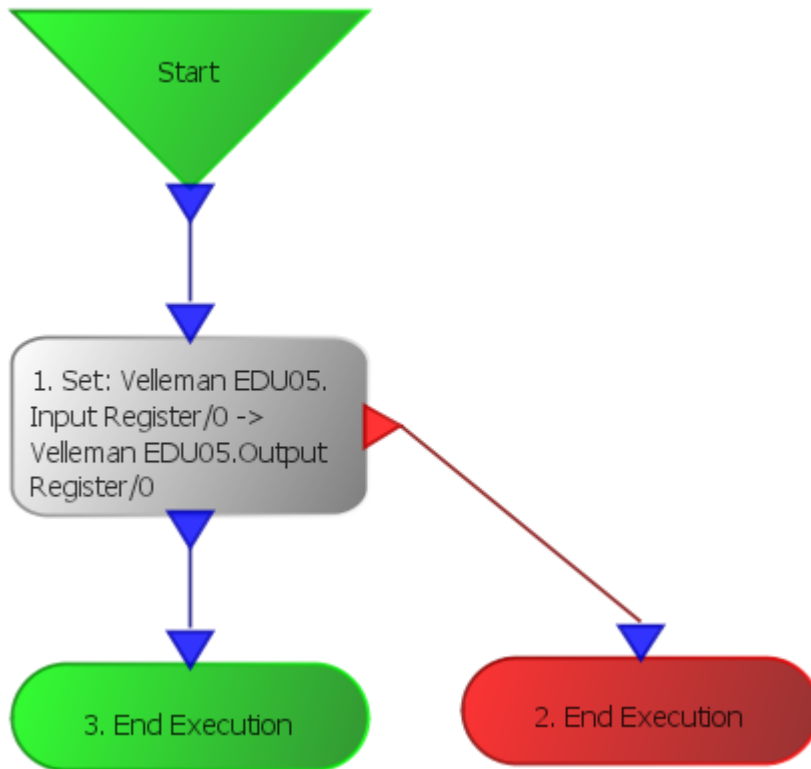 Start
1. Set: Velleman EDU05.
Input Register/0 ->
Velleman EDU05.Output
Register/0
3. End Execution
2. End Execution